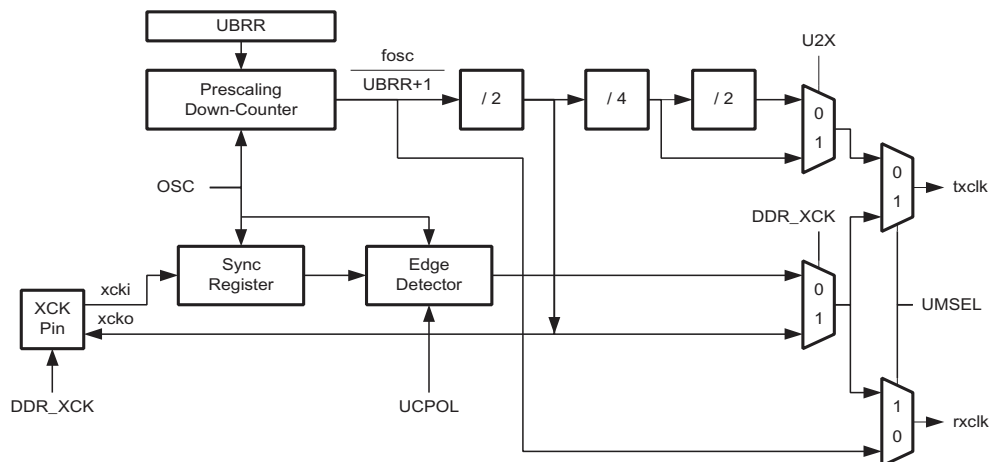 UBRR
fosc
UBRR+1
U2X
Prescaling
Down-Counter
/ 2
/ 4
/ 2
0
1
OSC
0
1
txclk
DDR_XCK
Sync
Register
Edge
Detector
xcki
0
1
UMSEL
XCK
Pin
xcko
DDR_XCK
UCPOL
1
0
rxclk